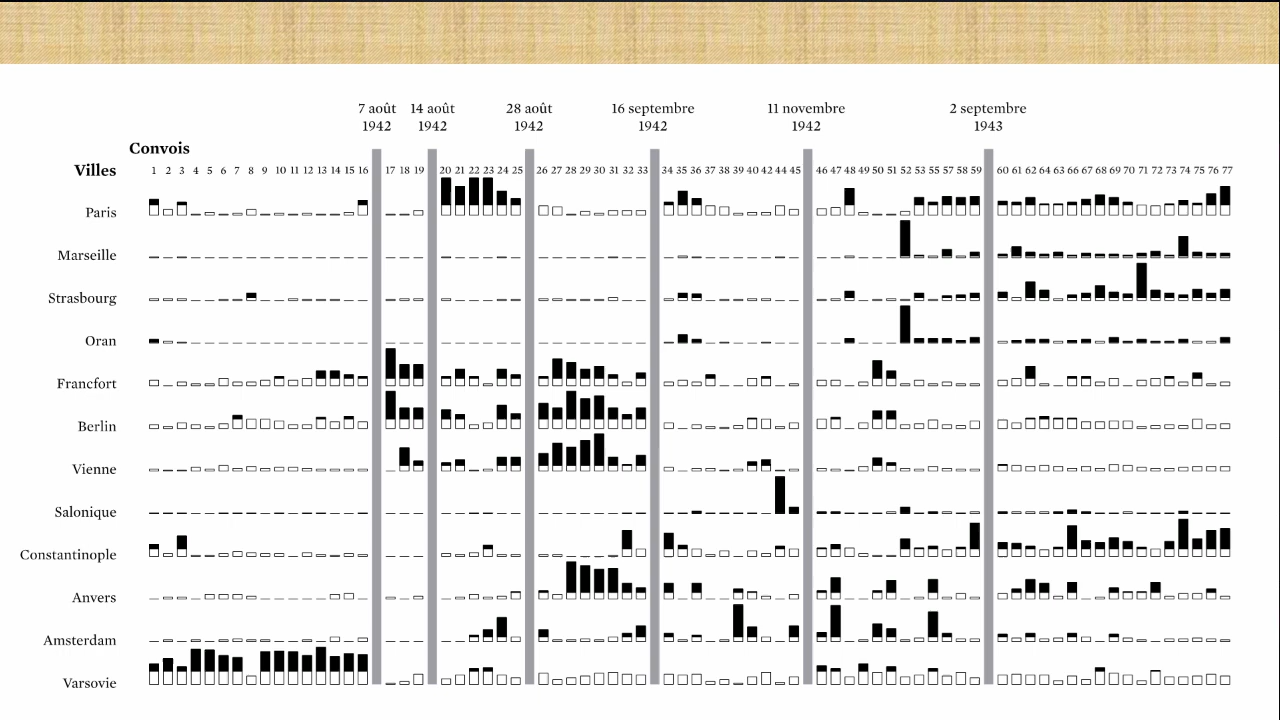 7 août 14 août 28 août 16 septembre 11 novembre 2 septembre
1942 1942 1942 1942 1942 1943
Convois
Villes 1 2 3 4 5 6 7 8 9 10 11 12 13 14 15 16 17 18 19 20 21 22 23 24 25 26 27 28 29 30 31 32 33 34 35 36 37 38 39 40 42 44 45 46 47 48 49 50 51 52 53 55 57 58 59 60 61 62 64 63 66 67 68 69 70 71 72 73 74 75 76 77
Paris
Marseille
Strasbourg
Oran
Francfort
Berlin
Vienne
Salonique
Constantinople
Anvers
Amsterdam
Varsovie